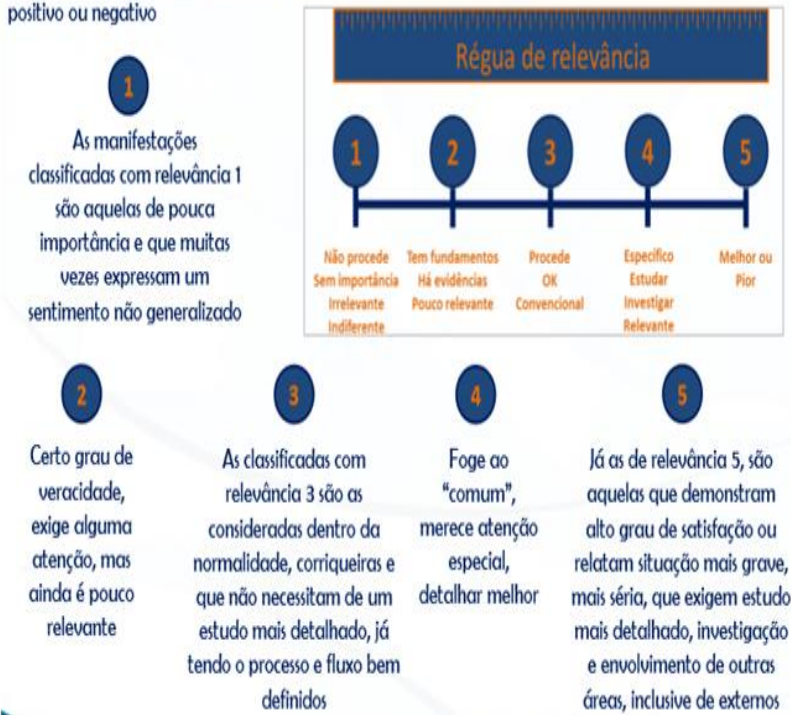 positivo ou negativo
1
As manifestações
classificadas com relevância 1
são aquelas de pouca
importância e que muitas
vezes expressam um
sentimento não generalizado
Régua de relevância
1 2 3 4 5
Não procede
Sem importância
Irrelevante
Indiferente
Tem fundamentos
Há evidências
Pouco relevante
Procede
OK
Convencional
Específico
Estudar
Investigar
Relevante
Melhor ou
Pior
2
Certo grau de
veracidade,
exige alguma
atenção, mas
ainda é pouco
relevante
3
As classificadas com
relevância 3 são as
consideradas dentro da
normalidade, corriqueiras e
que não necessitam de um
estudo mais detalhado, já
tendo o processo e fluxo bem
definidos
4
Foge ao
"comum",
merece atenção
especial,
detalhar melhor
5
Já as de relevância 5, são
aquelas que demonstram
alto grau de satisfação ou
relatam situação mais grave,
mais séria, que exigem estudo
mais detalhado, investigação
e envolvimento de outras
áreas, inclusive de externos